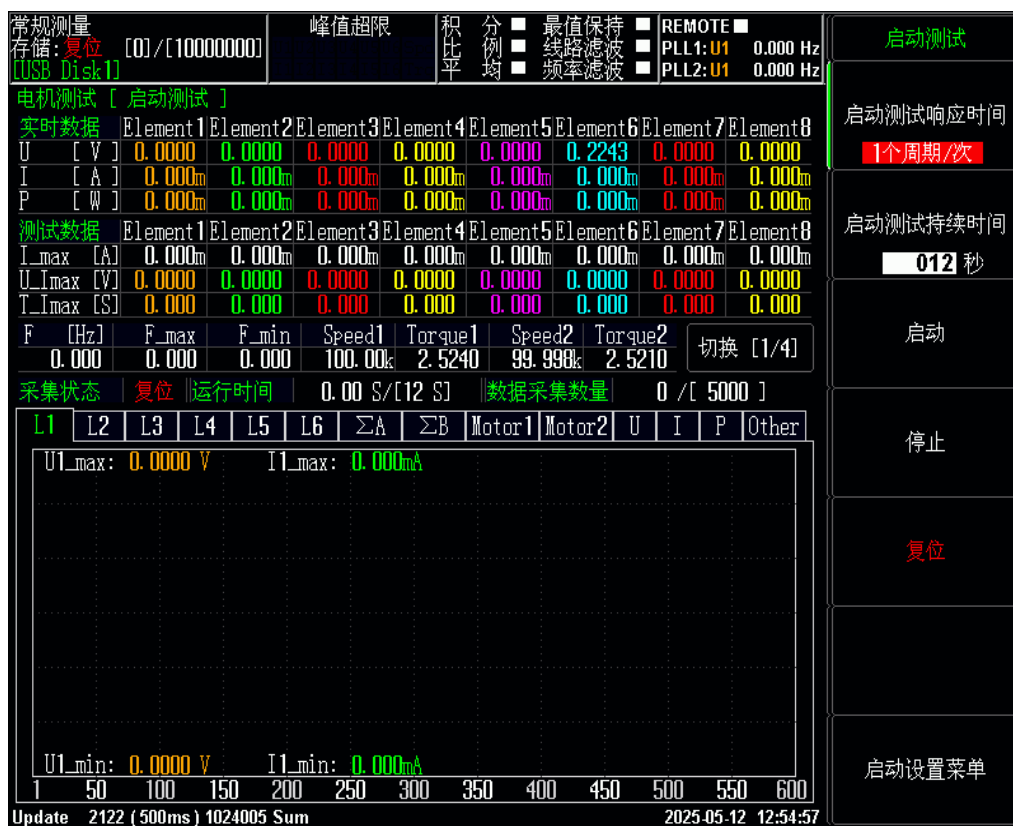 常规测量 峰值超限 积 分 最值保持 REMOTE
存储:复位 [0]/[10000000] 比 例 线路滤波 PLL1:U1 0.000 Hz
[USB Disk1] 平 均 频率滤波 PLL2:U1 0.000 Hz
电机测试 [ 启动测试 ]
实时数据 Element1 Element2 Element3 Element4 Element5 Element6 Element7 Element8
U [ V ] 0.0000 0.0000 0.0000 0.0000 0.0000 0.2243 0.0000 0.0000
I [ A ] 0.000m 0.000m 0.000m 0.000m 0.000m 0.000m 0.000m 0.000m
P [ W ] 0.000m 0.000m 0.000m 0.000m 0.000m 0.000m 0.000m 0.000m
测试数据 Element1 Element2 Element3 Element4 Element5 Element6 Element7 Element8
I_max [A] 0.000m 0.000m 0.000m 0.000m 0.000m 0.000m 0.000m 0.000m
U_Imax [V] 0.0000 0.0000 0.0000 0.0000 0.0000 0.0000 0.0000 0.0000
T_Imax [S] 0.000 0.000 0.000 0.000 0.000 0.000 0.000 0.000
F [Hz] F_max F_min Speed1 Torque1 Speed2 Torque2
0.000 0.000 0.000 100.00k 2.5240 99.998k 2.5210
切换 [1/4]
采集状态 复位 运行时间 0.00 S/[12 S] 数据采集数量 0 /[ 5000 ]
L1 L2 L3 L4 L5 L6 ΣA ΣB Motor1 Motor2 U I P Other
U1_max: 0.0000 V I1_max: 0.000mA
U1_min: 0.0000 V I1_min: 0.000mA
1 50 100 150 200 250 300 350 400 450 500 550 600
Update 2122 (500ms) 1024005 Sum 2025-05-12 12:54:57
启动测试
启动测试响应时间
1个周期/次
启动测试持续时间
012 秒
启动
停止
复位
启动设置菜单